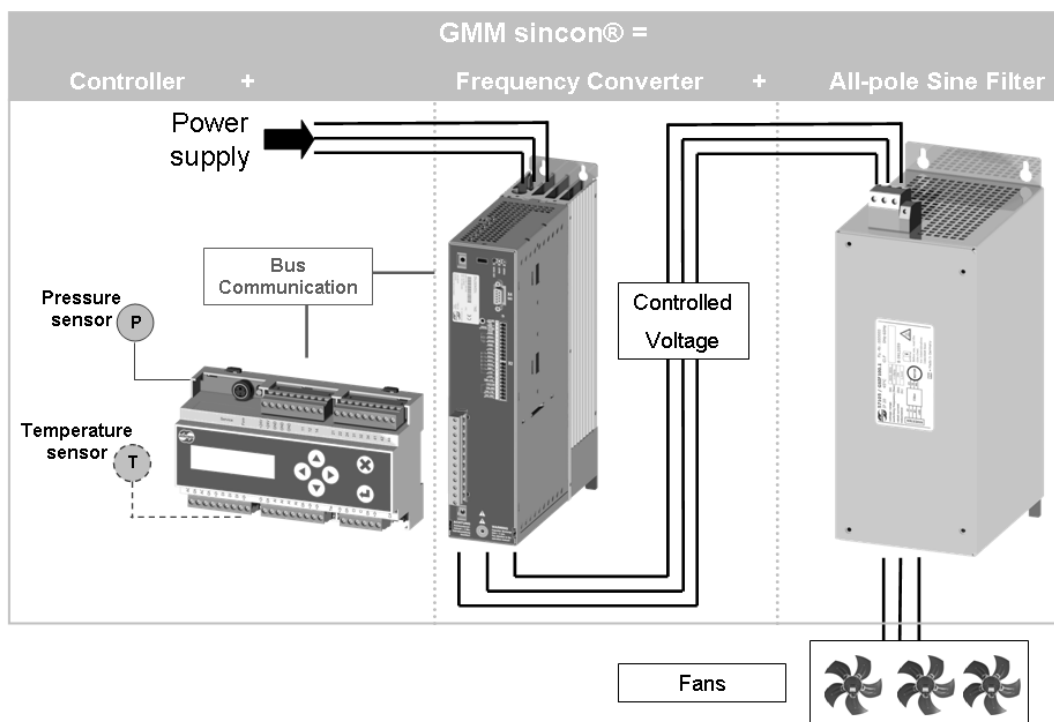 GMM sincon® =
Controller + Frequency Converter + All-pole Sine Filter
Power
supply
Bus
Communication
Pressure
sensor
P
Controlled
Voltage
Temperature
sensor
T
Fans